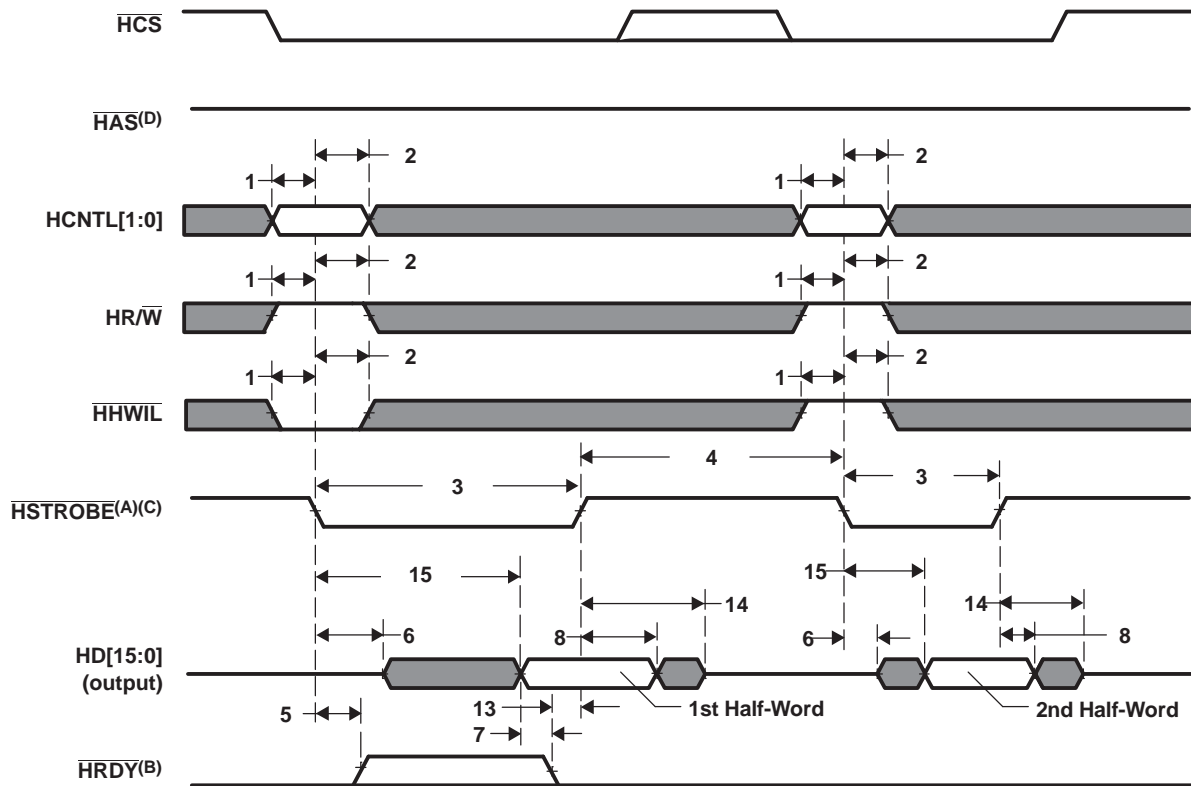 HCS
HAS(D)
2
2
1
1
HCNTL[1:0]
2
2
1
1
HR/W
2
2
1
1
HHWIL
4
3
3
HSTROBE(A)(C)
15
15
14
14
6
8
6
8
HD[15:0]
(output)
5
13
1st Half-Word
2nd Half-Word
7
HRDY(B)